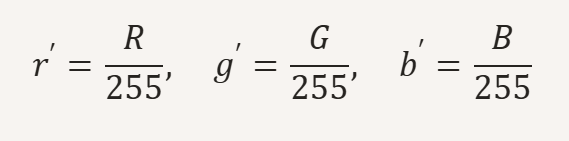 r′ = R/255, g′ = G/255, b′ = B/255